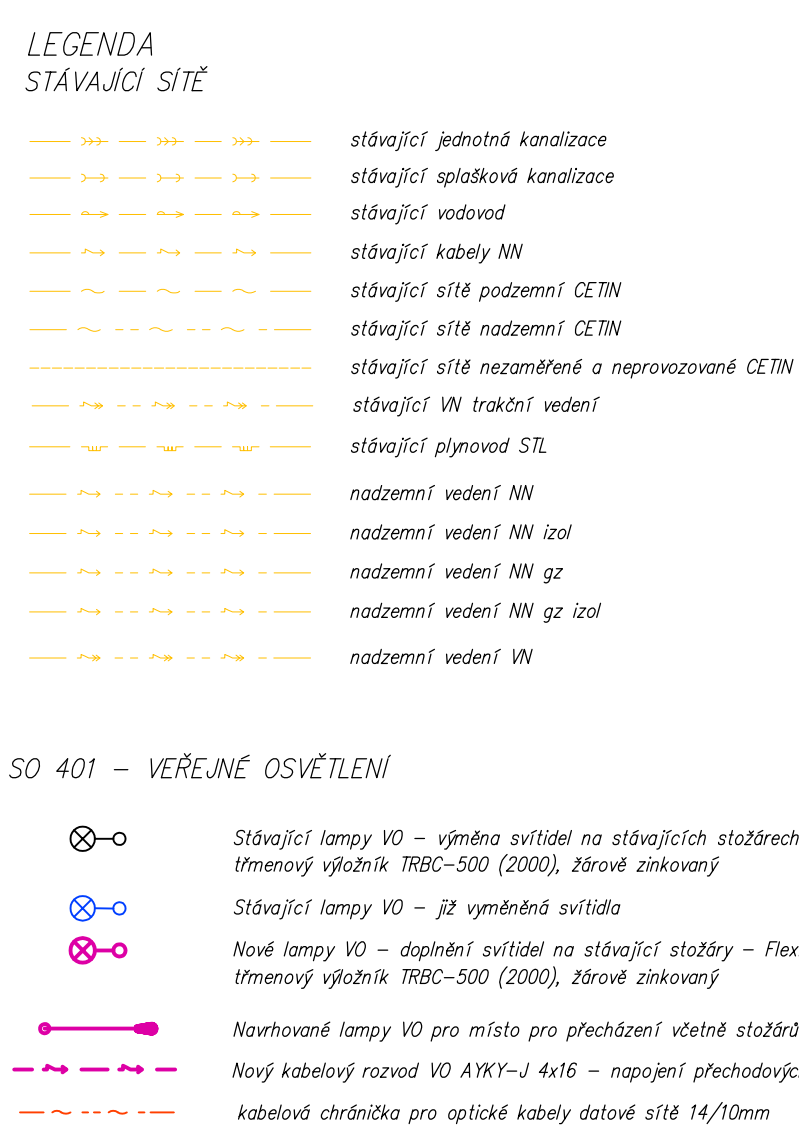 LEGENDA
STÁVAJÍCÍ SÍTĚ
stávající jednotná kanalizace
stávající splašková kanalizace
stávající vodovod
stávající kabely NN
stávající sítě podzemní CETIN
stávající sítě nadzemní CETIN
stávající sítě nezaměřené a neprovozované CETIN
stávající VN trakční vedení
stávající plynovod STL
nadzemní vedení NN
nadzemní vedení NN izol
nadzemní vedení NN gz
nadzemní vedení NN gz izol
nadzemní vedení VN
SO 401 – VEŘEJNÉ OSVĚTLENÍ
Stávající lampy VO – výměna svítidel na stávajících stožárech
třmenový výložník TRBC–500 (2000), žárově zinkovaný
Stávající lampy VO – již vyměněná svítidla
Nové lampy VO – doplnění svítidel na stávající stožáry – Flex
třmenový výložník TRBC–500 (2000), žárově zinkovaný
Navrhované lampy VO pro místo pro přecházení včetně stožárů
Nový kabelový rozvod VO AYKY–J 4x16 – napojení
kabelová chránička pro optické kabely datové sítě 14/10mm